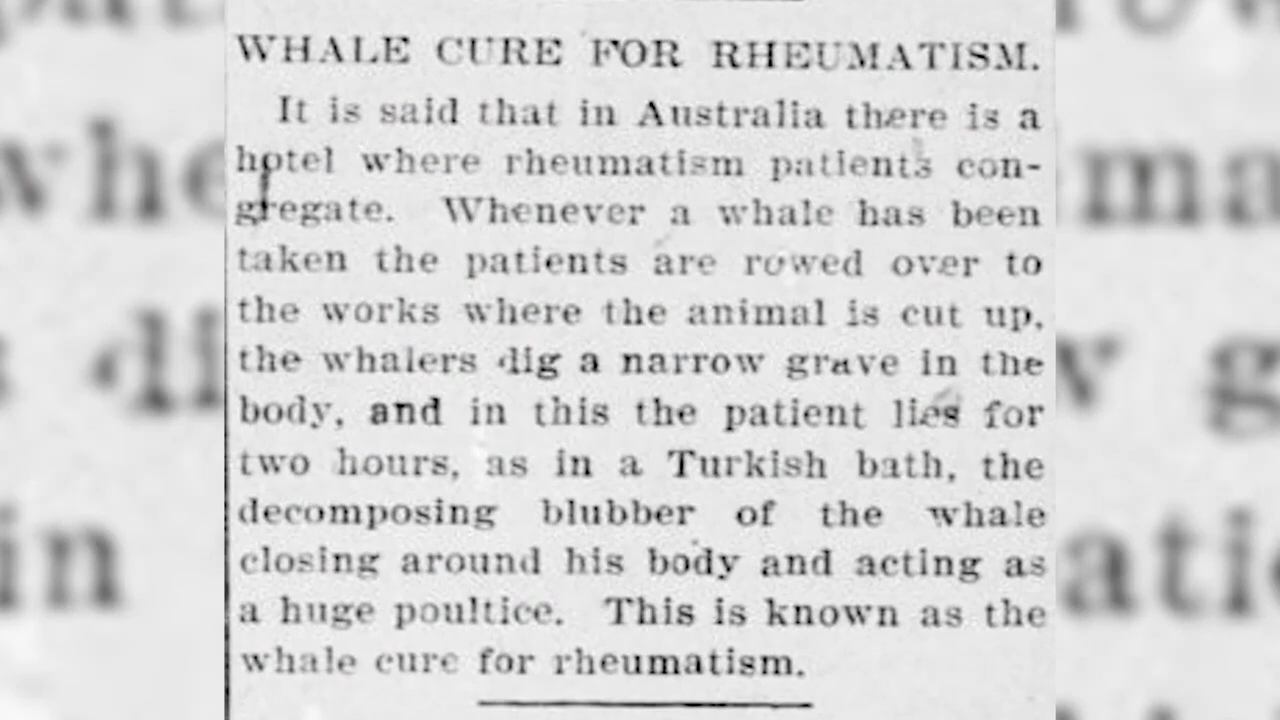 WHALE CURE FOR RHEUMATISM.
It is said that in Australia there is a
hotel where rheumatism patients con-
gregate. Whenever a whale has been
taken the patients are rowed over to
the works where the animal is cut up,
the whalers dig a narrow grave in the
body, and in this the patient lies for
two hours, as in a Turkish bath, the
decomposing blubber of the whale
closing around his body and acting as
a huge poultice. This is known as the
whale cure for rheumatism.